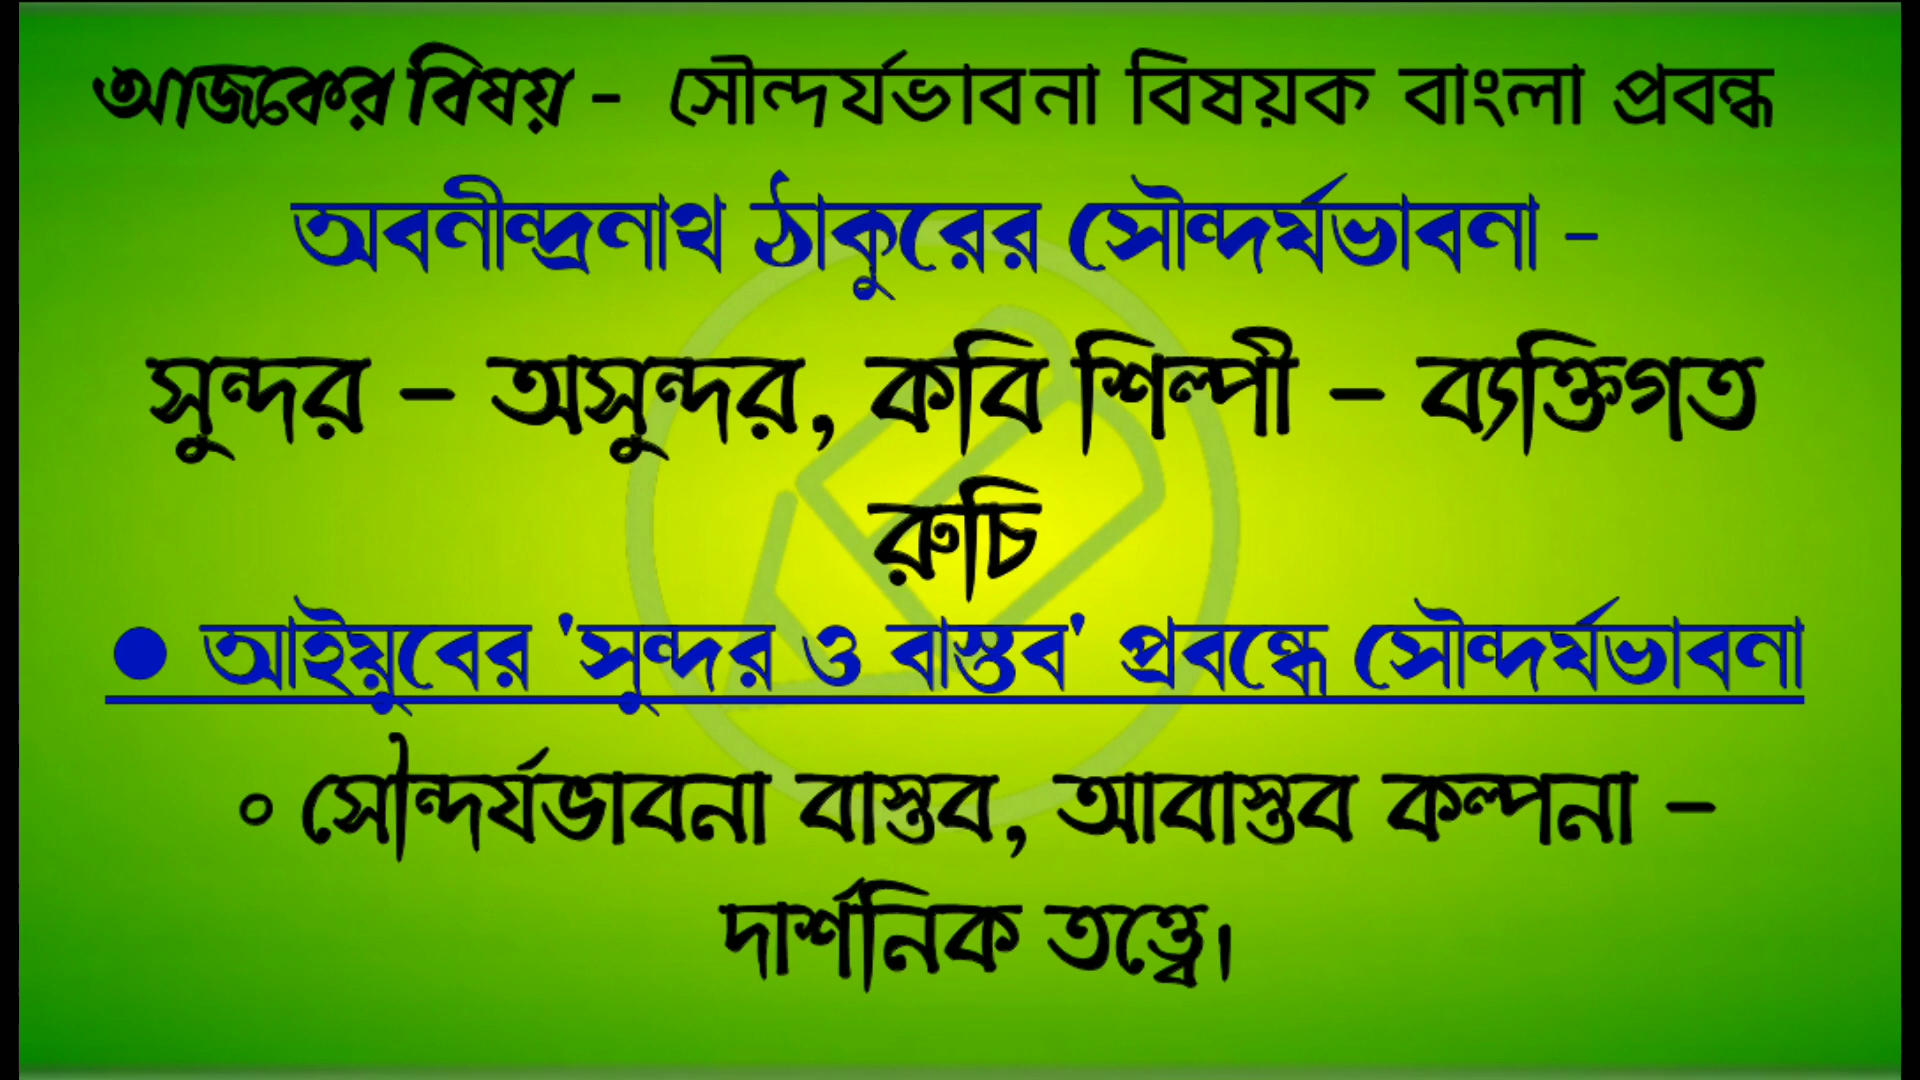 আজকের বিষয় - সৌন্দর্যভাবনা বিষয়ক বাংলা প্রবন্ধ
অবনীন্দ্রনাথ ঠাকুরের সৌন্দর্যভাবনা -
সুন্দর - অসুন্দর, কবি শিল্পী - ব্যক্তিগত
রুচি
● আইয়ুবের 'সুন্দর ও বাস্তব' প্রবন্ধে সৌন্দর্যভাবনা
◦ সৌন্দর্যভাবনা বাস্তব, আবাস্তব কল্পনা -
দার্শনিক তত্ত্বে।